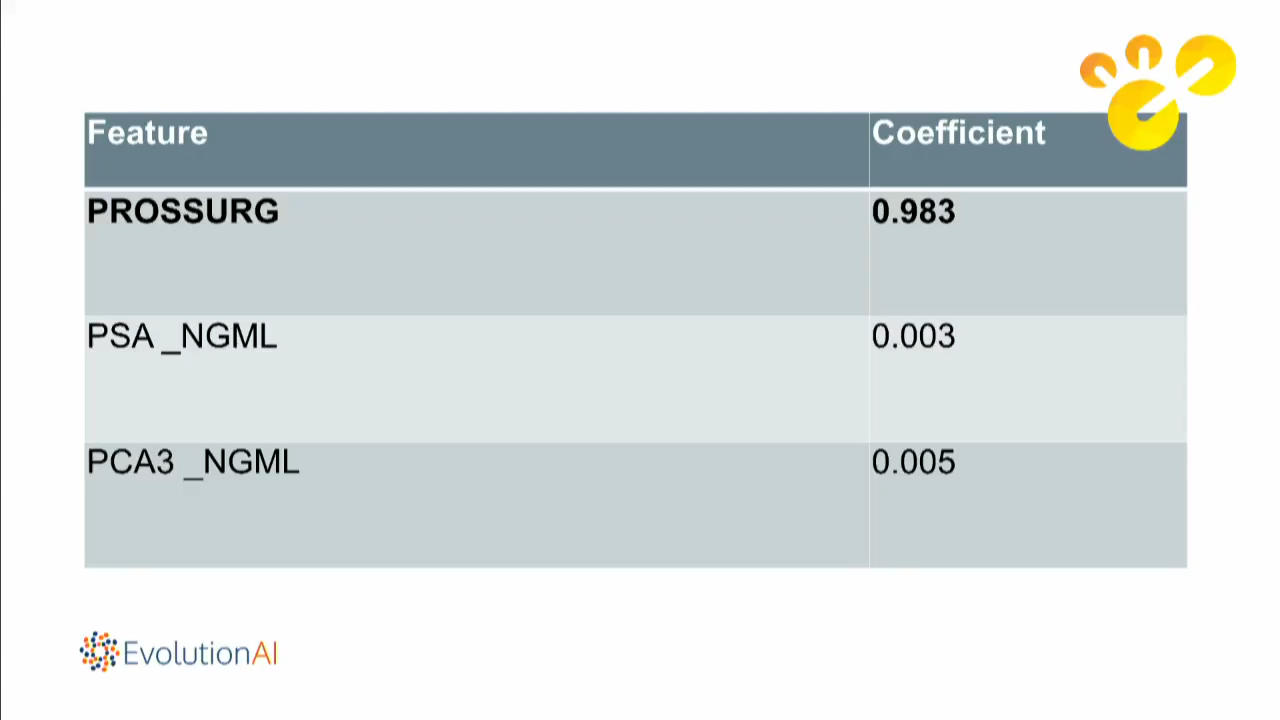 Feature Coefficient
PROSSURG 0.983
PSA _NGML 0.003
PCA3 _NGML 0.005
EvolutionAI